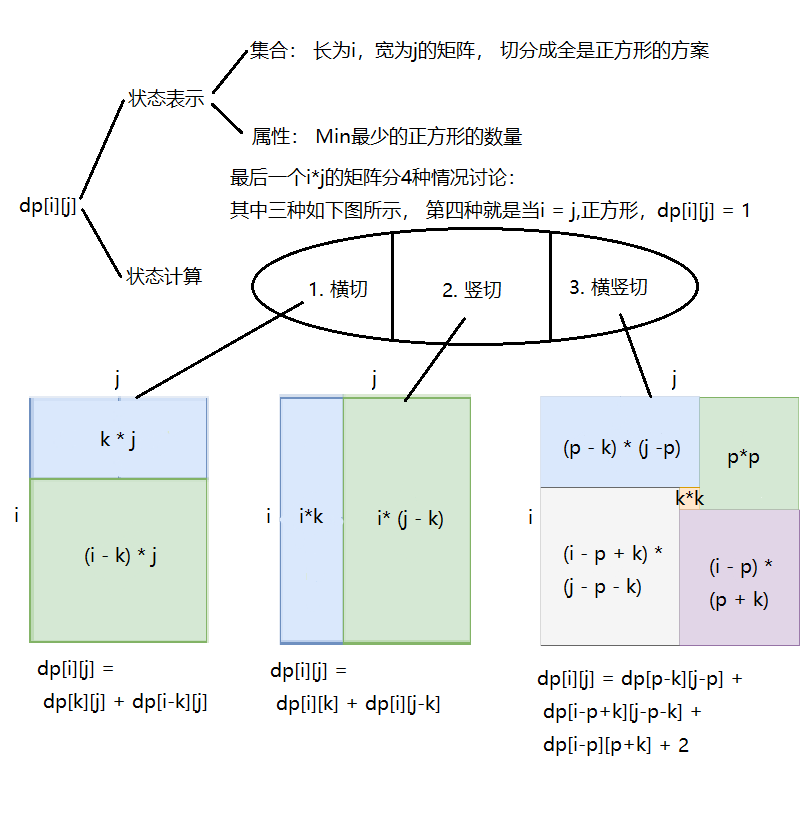 集合： 长为i，宽为j的矩阵， 切分成全是正方形的方案
状态表示
属性： Min最少的正方形的数量
最后一个i*j的矩阵分4种情况讨论：
dp[i][j]
其中三种如下图所示， 第四种就是当i = j,正方形，dp[i][j] = 1
状态计算
1. 横切
2. 竖切
3. 横竖切
j
k * j
i
(i - k) * j
dp[i][j] =
dp[k][j] + dp[i-k][j]
j
i
i*k
i* (j - k)
dp[i][j] =
dp[i][k] + dp[i][j-k]
j
(p - k) * (j -p)
p*p
k*k
i
(i - p + k) *
(j - p - k)
(i - p) *
(p + k)
dp[i][j] = dp[p-k][j-p] +
dp[i-p+k][j-p-k] +
dp[i-p][p+k] + 2